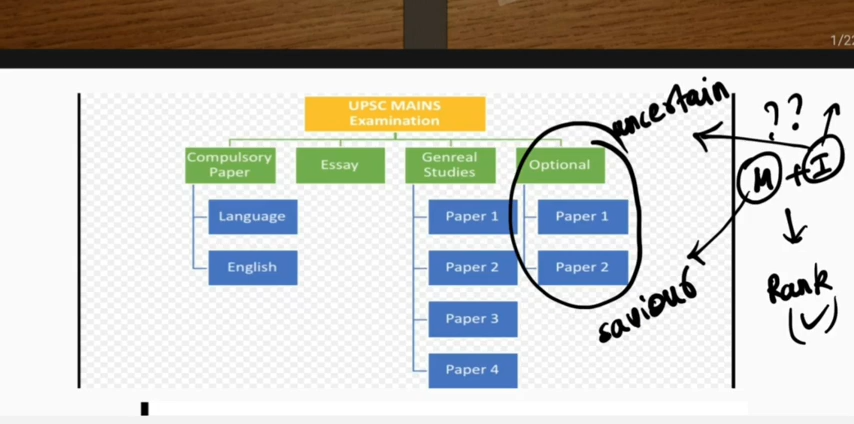 1/22
UPSC MAINS
Examination
Compulsory
Paper
Essay
Genreal
Studies
Optional
Language
English
Paper 1
Paper 2
Paper 3
Paper 4
Paper 1
Paper 2
uncertain
??
M + I
saviour
Rank
(✓)